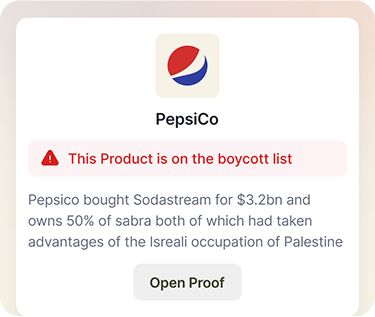 PepsiCo
This Product is on the boycott list
Pepsico bought Sodastream for $3.2bn and
owns 50% of sabra both of which had taken
advantages of the Isreali occupation of Palestine
Open Proof